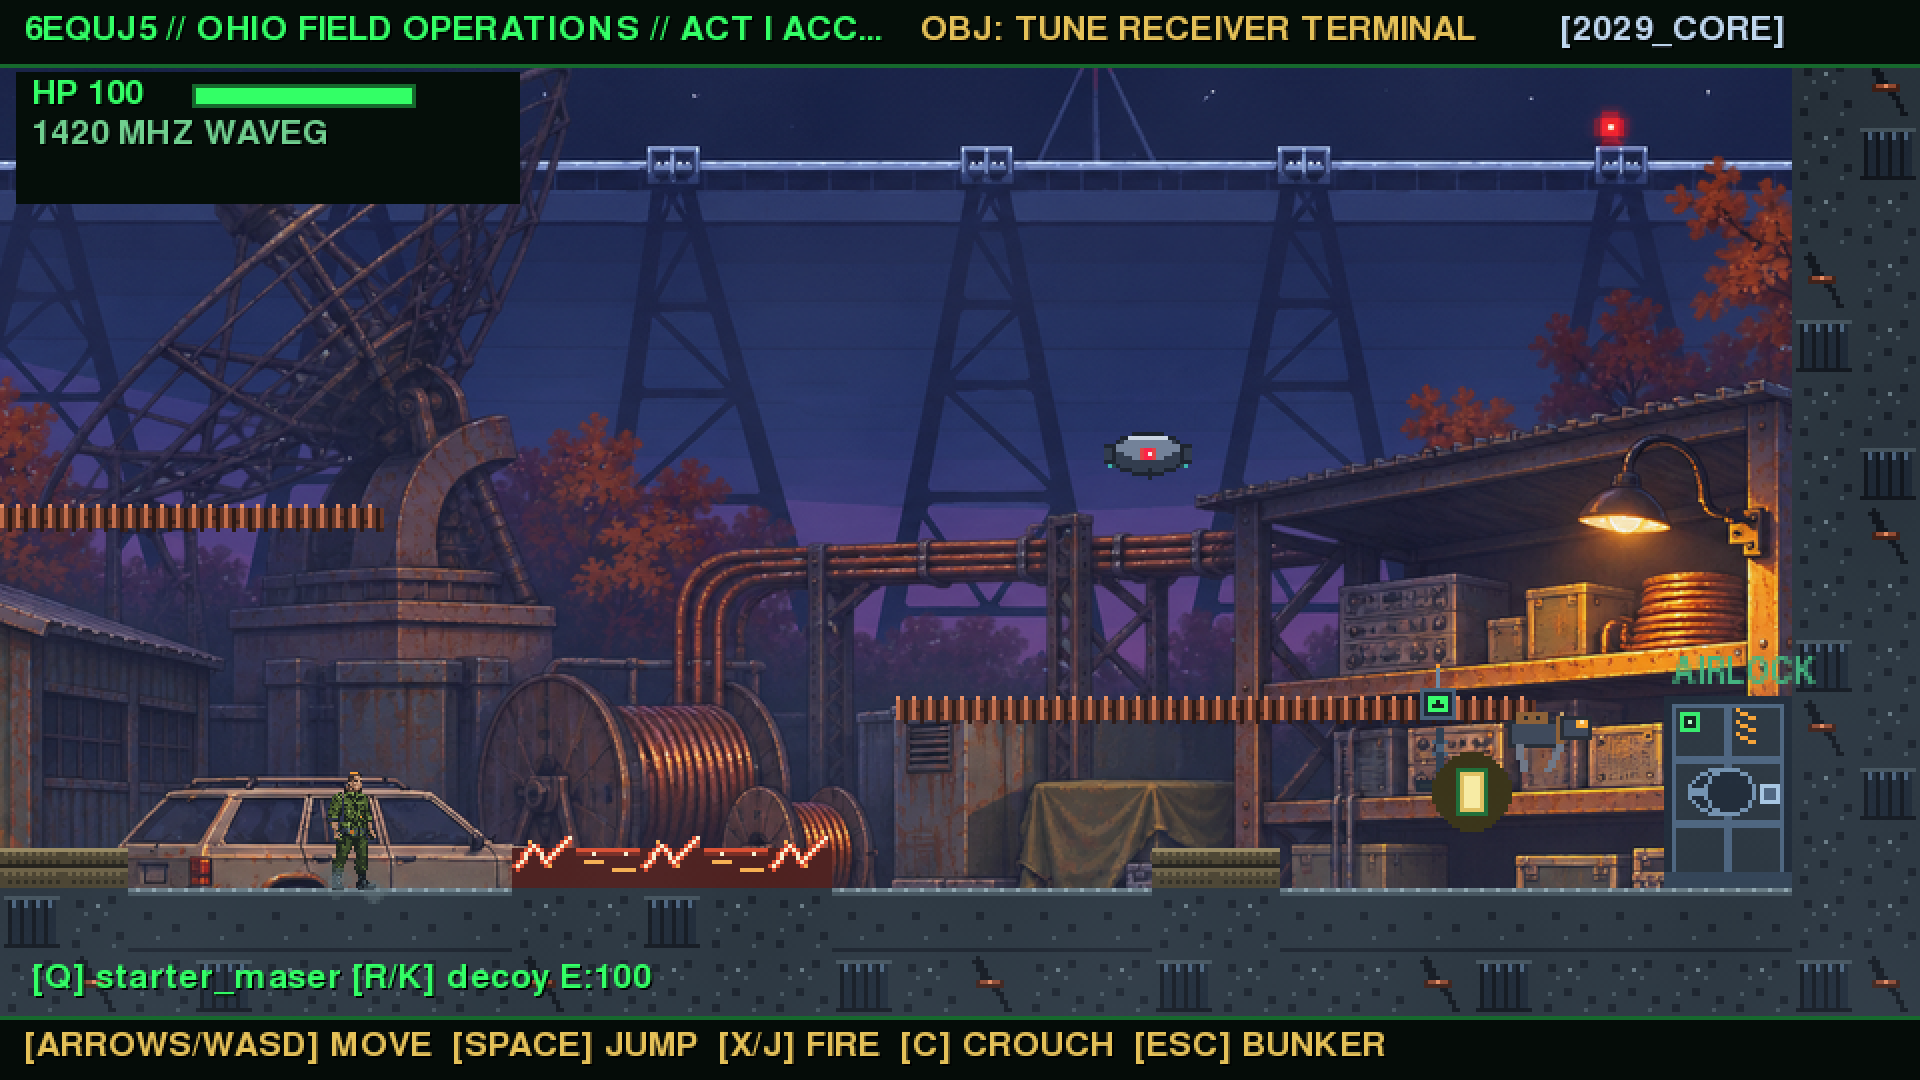 6EQUJ5 // OHIO FIELD OPERATIONS // ACT I ACC... OBJ: TUNE RECEIVER TERMINAL [2029_CORE]
HP 100
1420 MHZ WAVEG
AIRLOCK
[Q] starter_maser [R/K] decoy E:100
[ARROWS/WASD] MOVE [SPACE] JUMP [X/J] FIRE [C] CROUCH [ESC] BUNKER